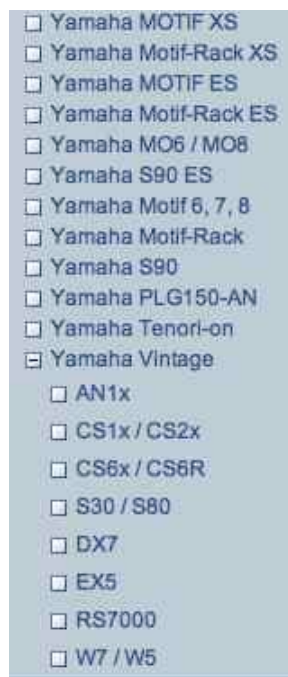 Yamaha MOTIF XS
Yamaha Motif-Rack XS
Yamaha MOTIF ES
Yamaha Motif-Rack ES
Yamaha MO6 / MO8
Yamaha S90 ES
Yamaha Motif 6, 7, 8
Yamaha Motif-Rack
Yamaha S90
Yamaha PLG150-AN
Yamaha Tenori-on
Yamaha Vintage
AN1x
CS1x / CS2x
CS6x / CS6R
S30 / S80
DX7
EX5
RS7000
W7 / W5